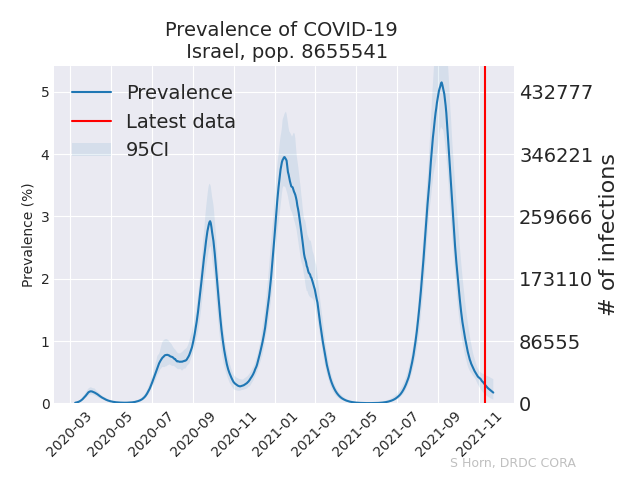 Prevalence of COVID-19
Israel, pop. 8655541
Prevalence
Latest data
95CI
Prevalence (%)
5
4
3
2
1
0
432777
346221
259666
173110
86555
0
# of infections
2020-03
2020-05
2020-07
2020-09
2020-11
2021-01
2021-03
2021-05
2021-07
2021-09
2021-11
S Horn, DRDC CORA